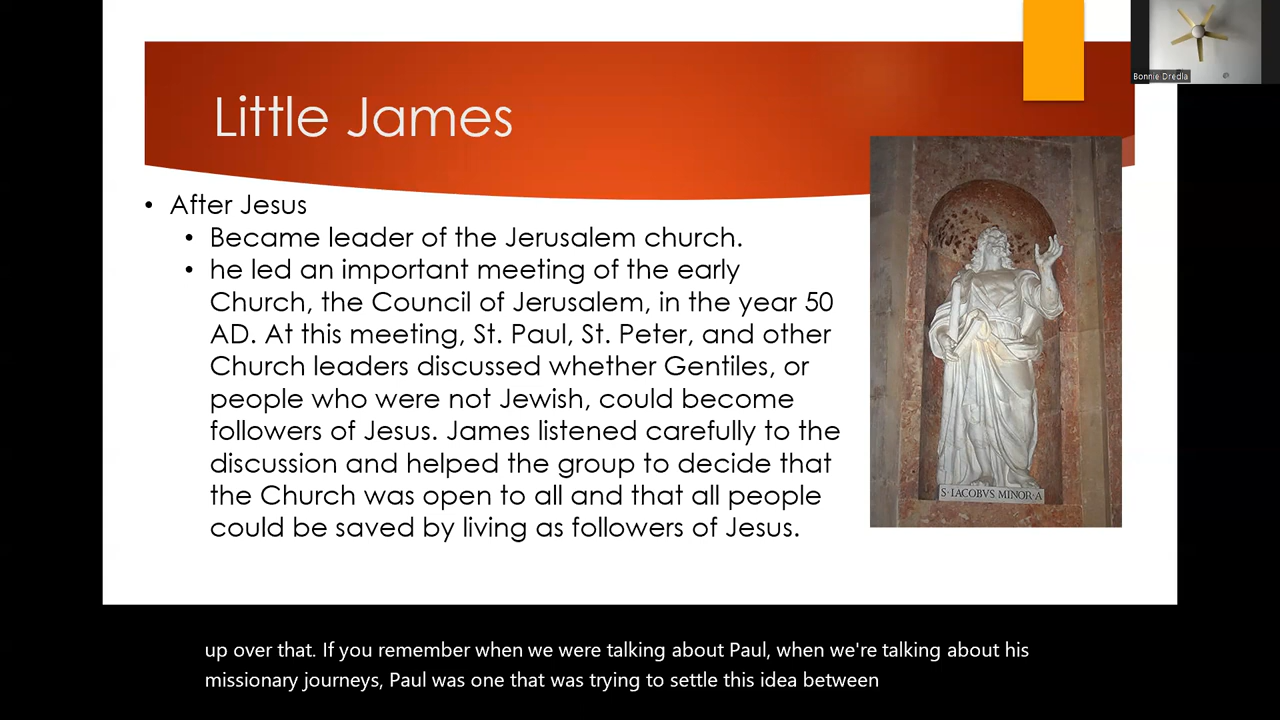 Bonnie Dredla
Little James
• After Jesus
• Became leader of the Jerusalem church.
• he led an important meeting of the early
Church, the Council of Jerusalem, in the year 50
AD. At this meeting, St. Paul, St. Peter, and other
Church leaders discussed whether Gentiles, or
people who were not Jewish, could become
followers of Jesus. James listened carefully to the
discussion and helped the group to decide that
the Church was open to all and that all people
could be saved by living as followers of Jesus.
S·IACOBVS MINOR·A
up over that. If you remember when we were talking about Paul, when we're talking about his
missionary journeys, Paul was one that was trying to settle this idea between